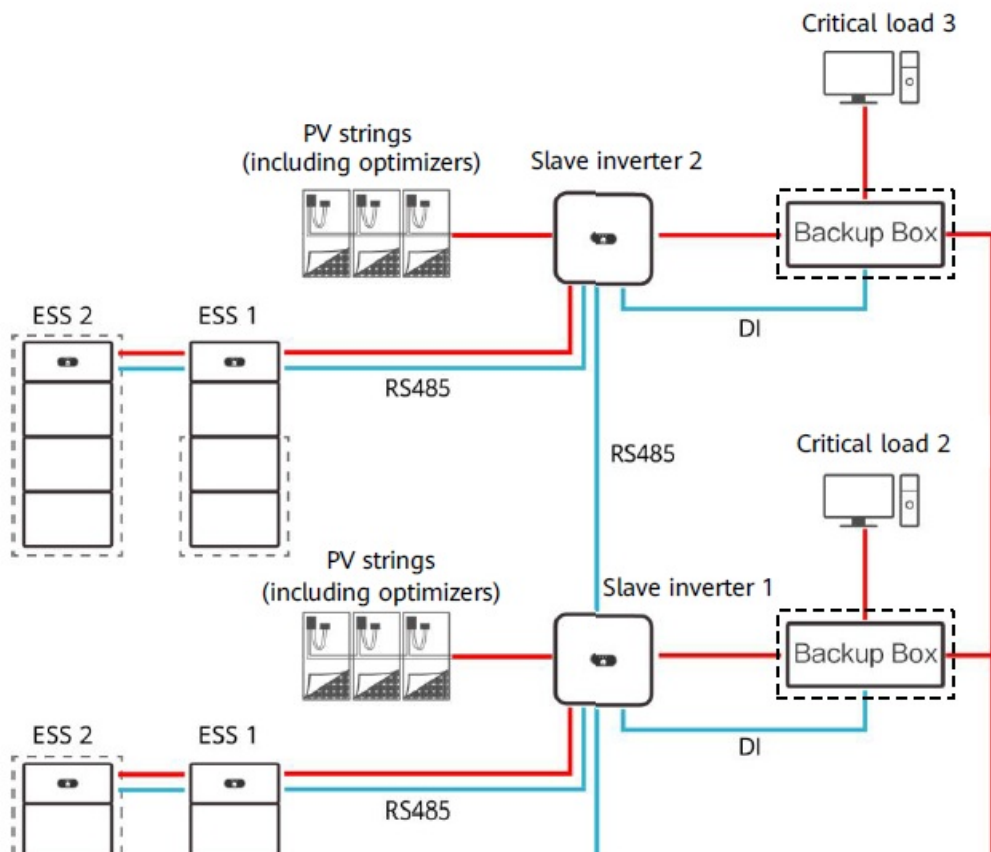 Critical load 3
PV strings
(including optimizers)
Slave inverter 2
Backup Box
DI
ESS 2
ESS 1
RS485
RS485
Critical load 2
PV strings
(including optimizers)
Slave inverter 1
Backup Box
DI
ESS 2
ESS 1
RS485